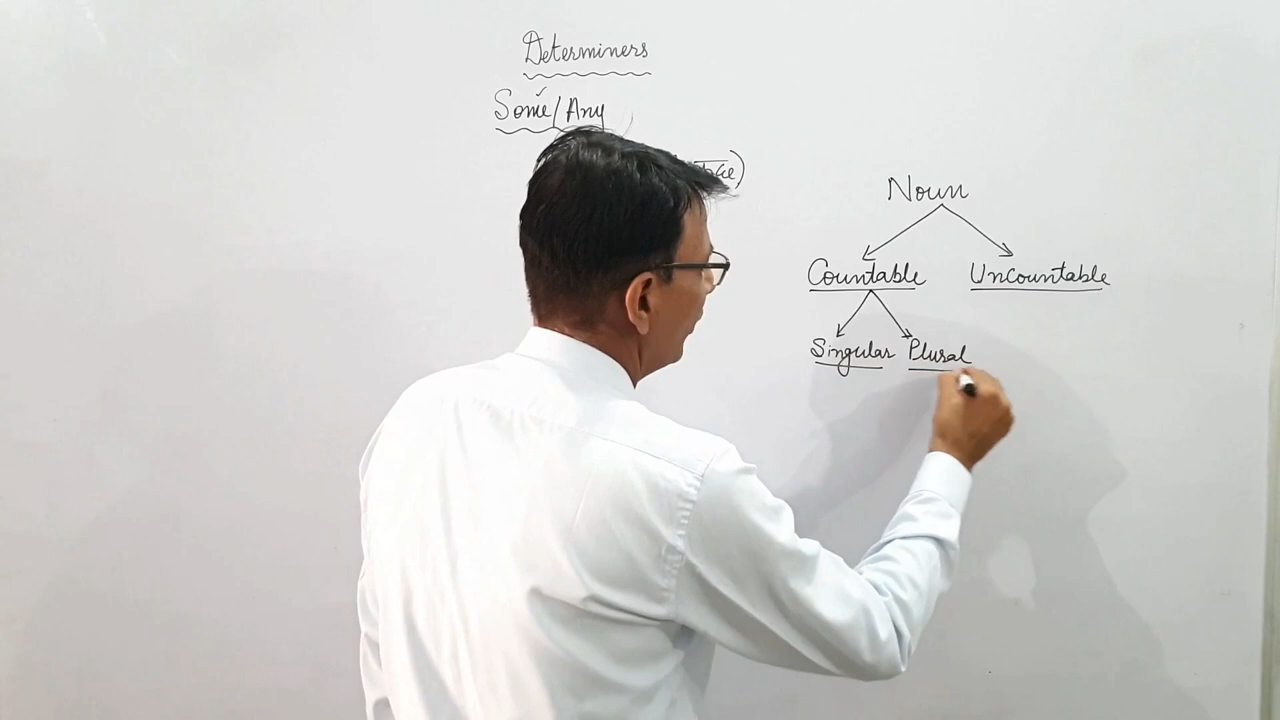 Determiners
Some/Any
Noun
Countable Uncountable
Singular Plural